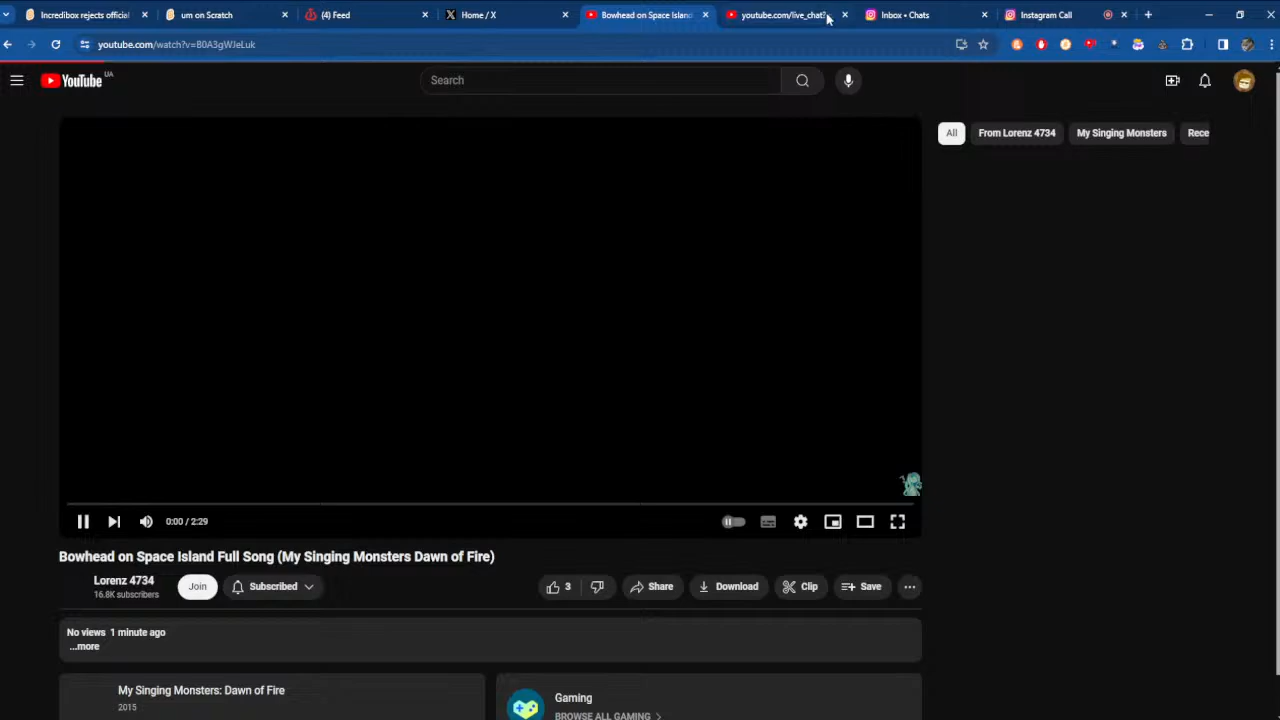 Incredibox rejects official
um on Scratch
(4) Feed
Home / X
Bowhead on Space Island
youtube.com/live_chat?
Inbox • Chats
Instagram Call
youtube.com/watch?v=B0A3gWJeLuk
YouTube UA
Search
All
From Lorenz 4734
My Singing Monsters
Rece
0:00 / 2:29
Bowhead on Space Island Full Song (My Singing Monsters Dawn of Fire)
Lorenz 4734
16.8K subscribers
Join
Subscribed
3
Share
Download
Clip
Save
No views 1 minute ago
...more
My Singing Monsters: Dawn of Fire
2015
Gaming
BROWSE ALL GAMING